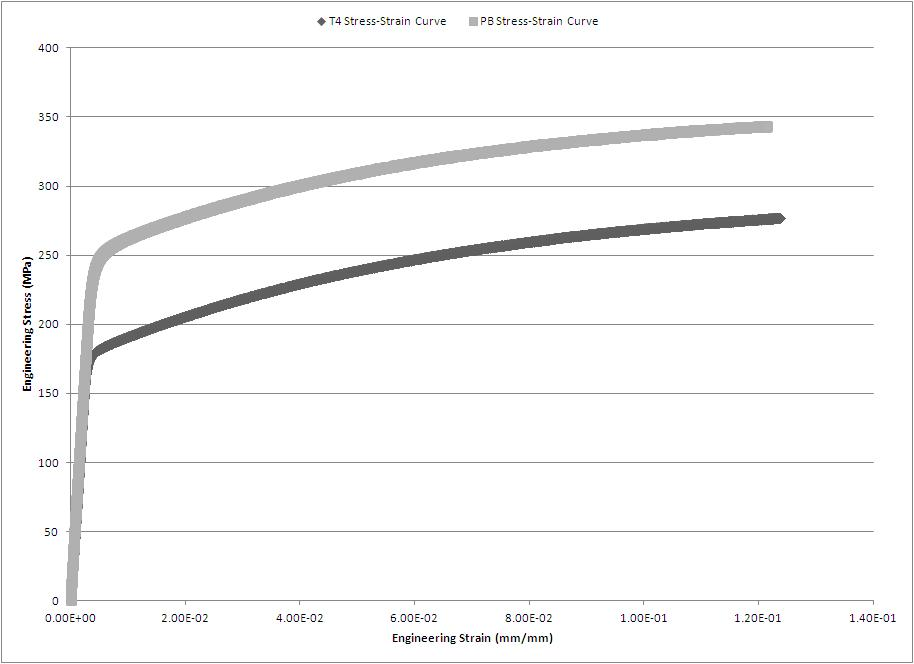 T4 Stress-Strain Curve PB Stress-Strain Curve
400
350
300
250
200
150
100
50
0
Engineering Stress (MPa)
0.00E+00 2.00E-02 4.00E-02 6.00E-02 8.00E-02 1.00E-01 1.20E-01 1.40E-01
Engineering Strain (mm/mm)